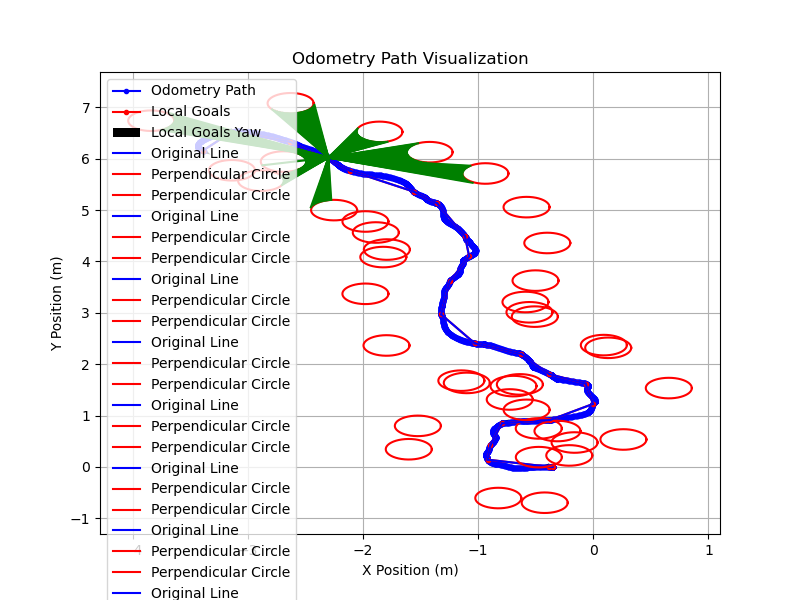 Odometry Path Visualization
Odometry Path
Local Goals
Local Goals Yaw
Original Line
Perpendicular Circle
Perpendicular Circle
Original Line
Perpendicular Circle
Perpendicular Circle
Original Line
Perpendicular Circle
Perpendicular Circle
Original Line
Perpendicular Circle
Perpendicular Circle
Original Line
Perpendicular Circle
Perpendicular Circle
Original Line
Perpendicular Circle
Perpendicular Circle
Original Line
Perpendicular Circle
Perpendicular Circle
Original Line
Y Position (m)
7
6
5
4
3
2
1
0
−1
−4 −3 −2 −1 0 1
X Position (m)